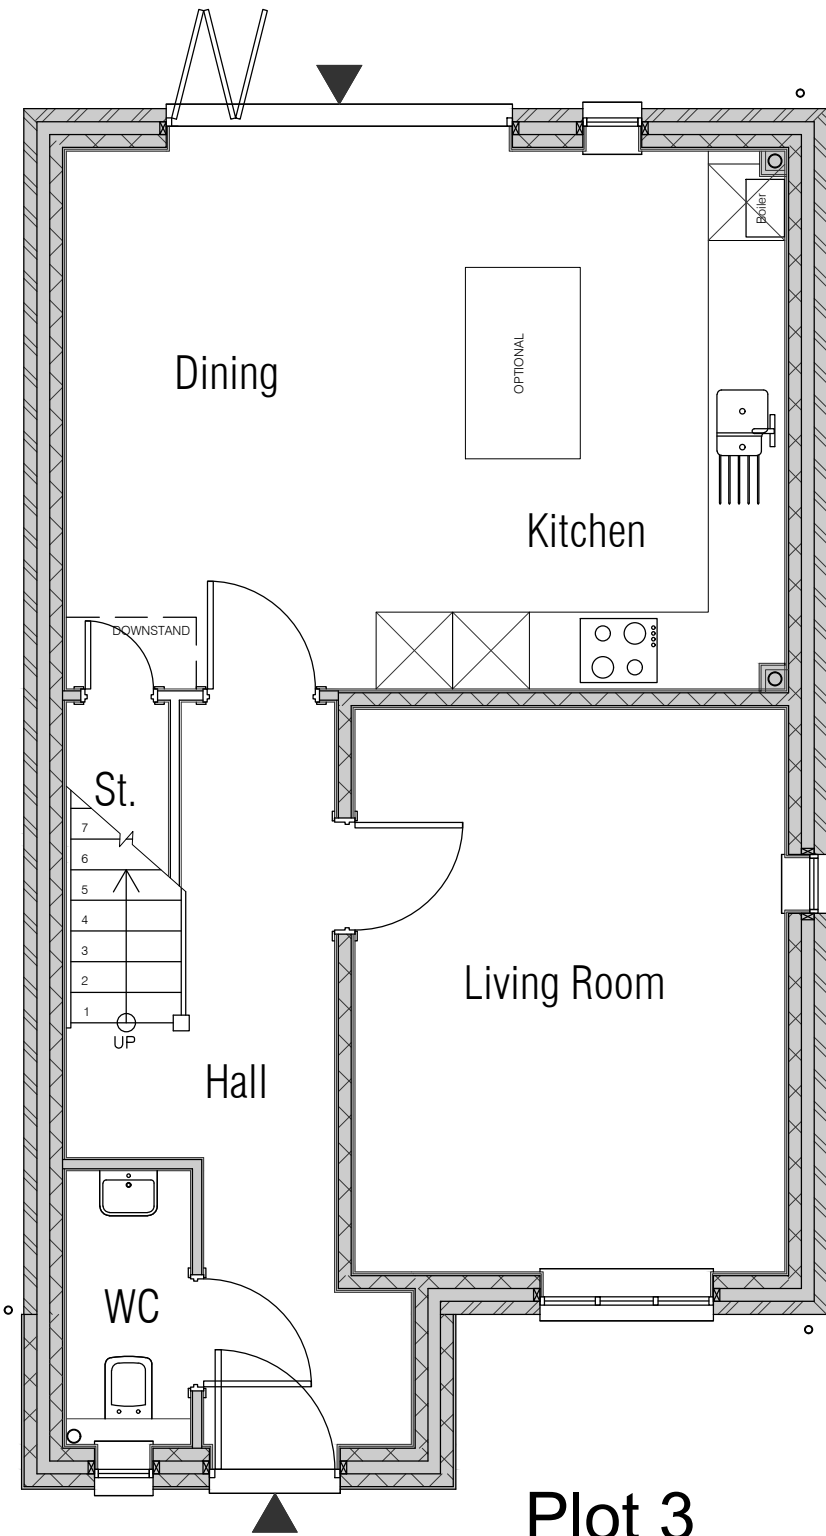 Boiler
OPTIONAL
Dining
Kitchen
DOWNSTAND
St.
7
6
5
4
3
2
1
UP
Living Room
Hall
WC
Plot 3